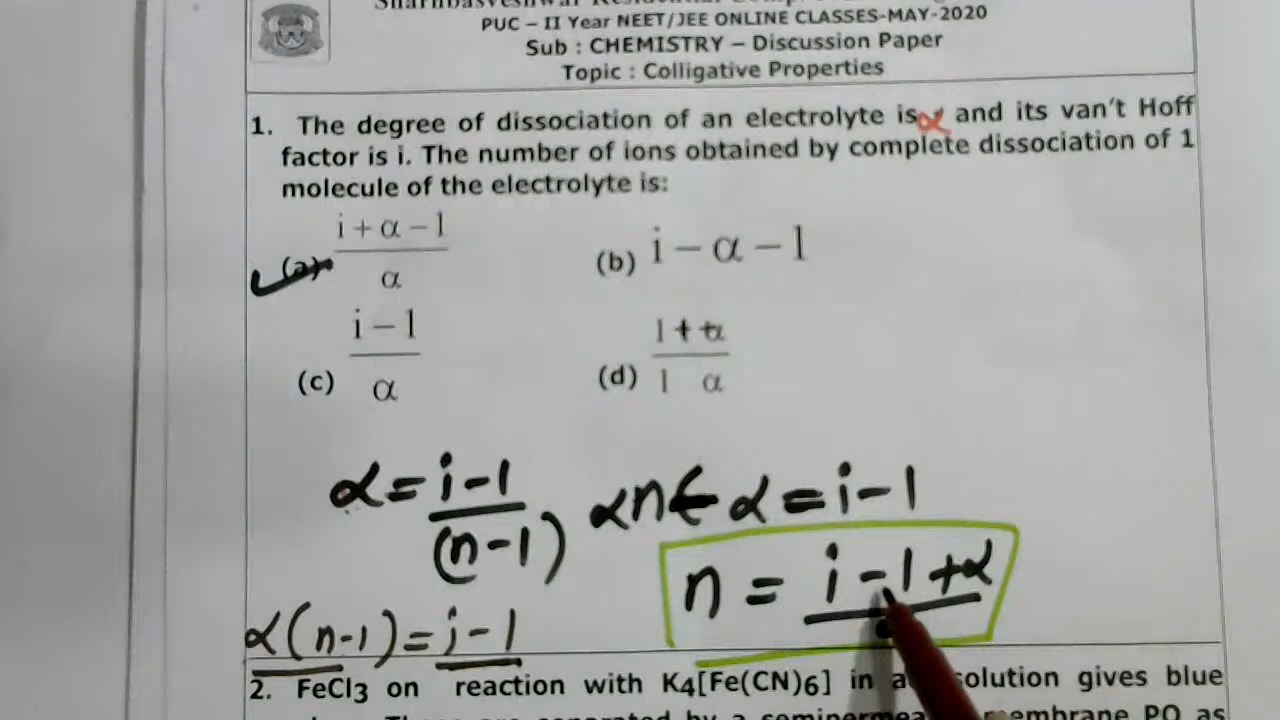 PUC – II Year NEET/JEE ONLINE CLASSES-MAY-2020
Sub : CHEMISTRY – Discussion Paper
Topic : Colligative Properties
1. The degree of dissociation of an electrolyte is α and its van't Hoff
factor is i. The number of ions obtained by complete dissociation of 1
molecule of the electrolyte is:
(a) i + α − 1 / α
(b) i − α − 1
(c) i − 1 / α
(d) 1 + α / 1 α
α = i-1 / (n-1)
αn - α = i-1
n = i-1+α
α(n-1) = i-1
2. FeCl3 on reaction with K4[Fe(CN)6] in solution gives blue
membrane PQ as